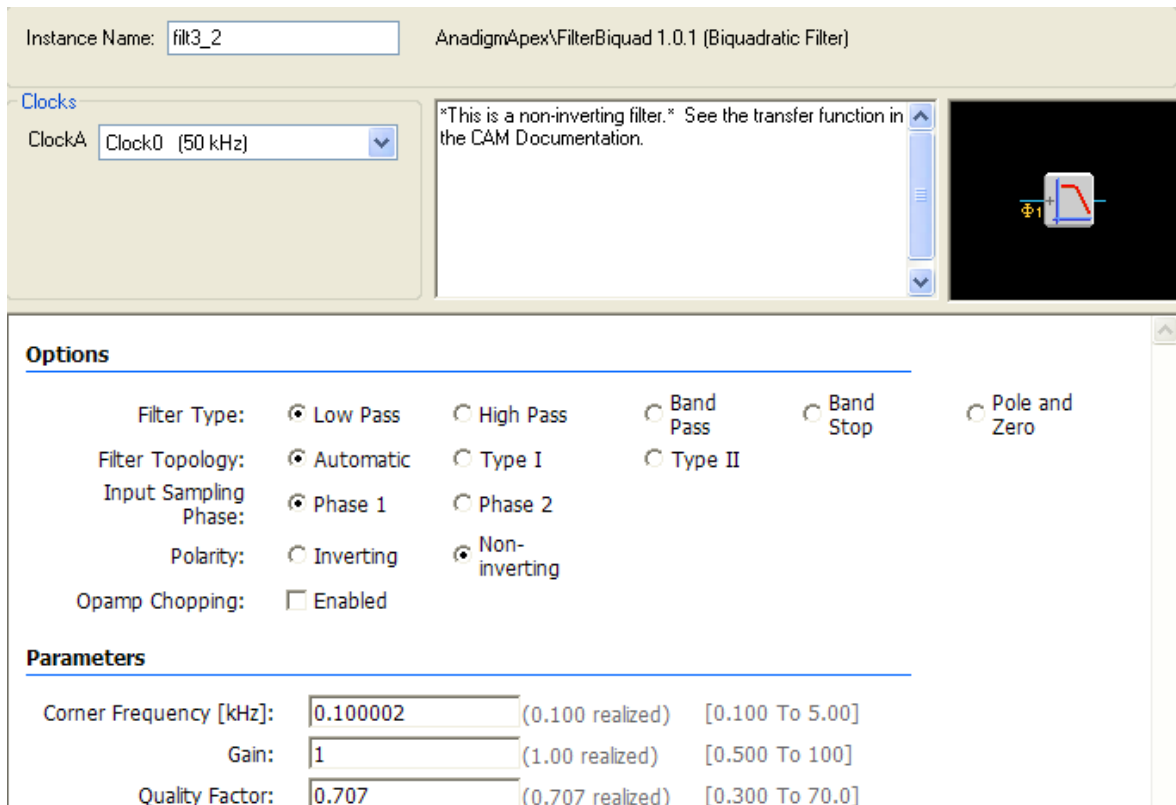 Instance Name: filt3_2 AnadigmApex\FilterBiquad 1.0.1 (Biquadratic Filter)
Clocks
ClockA Clock0 (50 kHz)
*This is a non-inverting filter.* See the transfer function in
the CAM Documentation.
Φ1 +
Options
Filter Type: Low Pass High Pass Band Pass Band Stop Pole and Zero
Filter Topology: Automatic Type I Type II
Input Sampling Phase: Phase 1 Phase 2
Polarity: Inverting Non-inverting
Opamp Chopping: Enabled
Parameters
Corner Frequency [kHz]: 0.100002 (0.100 realized) [0.100 To 5.00]
Gain: 1 (1.00 realized) [0.500 To 100]
Quality Factor: 0.707 (0.707 realized) [0.300 To 70.0]